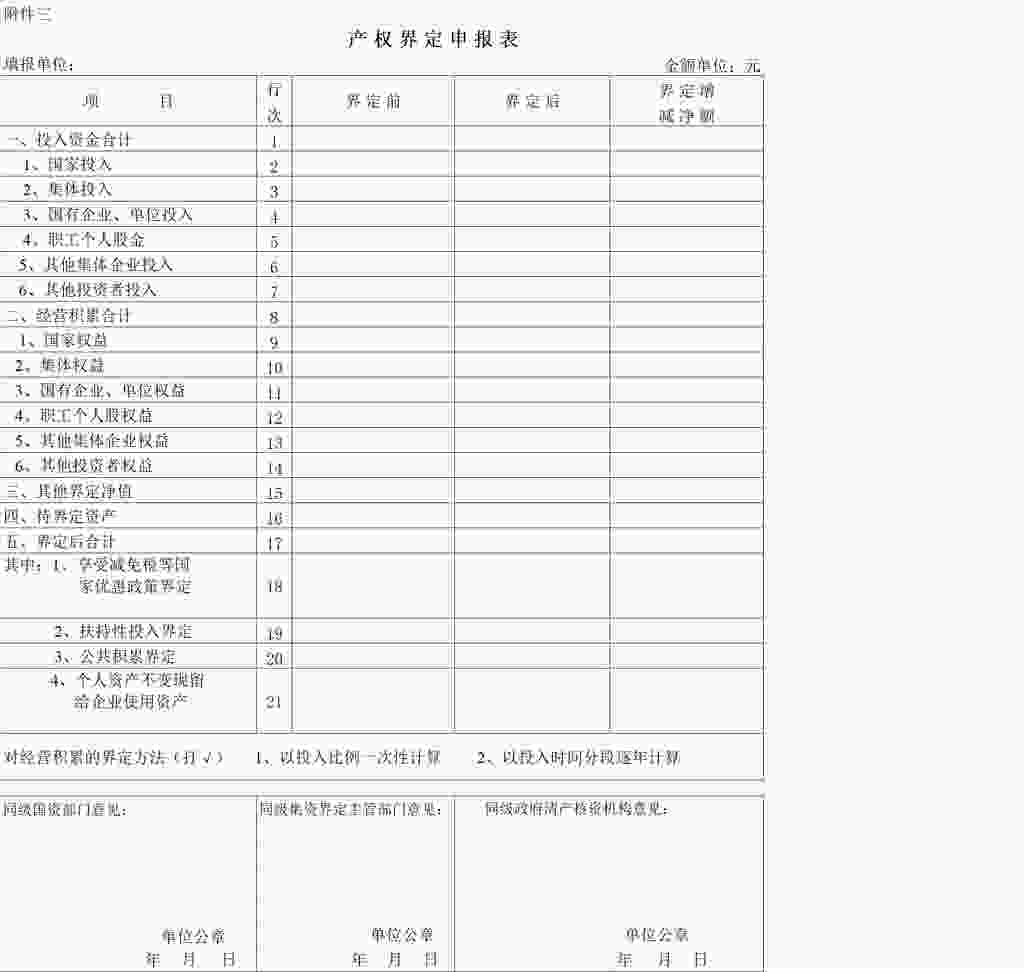 附件三
产权界定申报表
填报单位： 金额单位：元
项 目 行次 界定前 界定后 界定增减净额
一、投入资金合计 1
1、国家投入 2
2、集体投入 3
3、国有企业、单位投入 4
4、职工个人股金 5
5、其他集体企业投入 6
6、其他投资者投入 7
二、经营积累合计 8
1、国家权益 9
2、集体权益 10
3、国有企业、单位权益 11
4、职工个人股权益 12
5、其他集体企业权益 13
6、其他投资者权益 14
三、其他界定净值 15
四、待界定资产 16
五、界定后合计 17
其中：1、享受减免税等国
家优惠政策界定 18
2、扶持性投入界定 19
3、公共积累界定 20
4、个人资产不变现留
给企业使用资产 21
对经营积累的界定方法（打√） 1、以投入比例一次性计算 2、以投入时间分段逐年计算
同级国资部门意见： 同级集资界定主管部门意见： 同级政府清产核资机构意见：
单位公章 单位公章 单位公章
年 月 日 年 月 日 年 月 日